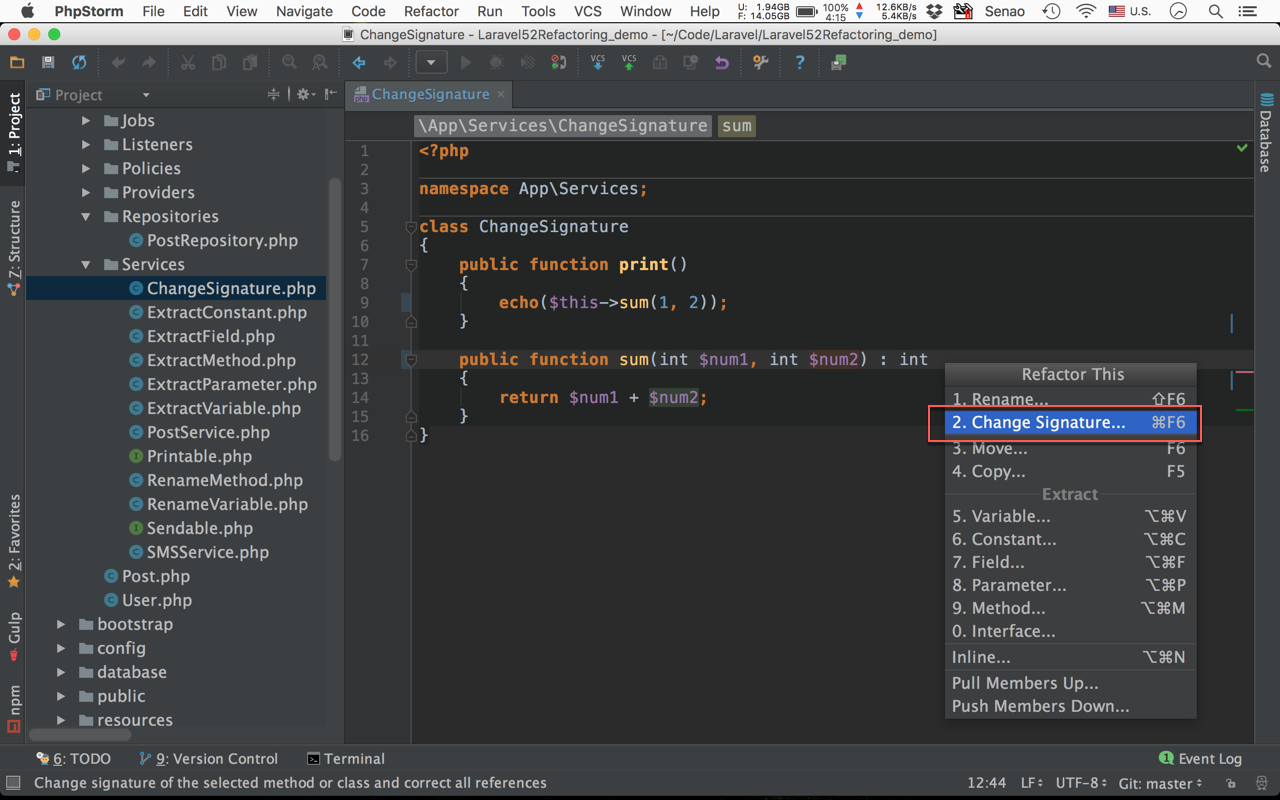 PhpStorm File Edit View Navigate Code Refactor Run Tools VCS Window Help U: 1.94GB F: 14.05GB 100% 4:15 12.6KB/s 5.4KB/s Senao U.S.
ChangeSignature - Laravel52Refactoring_demo - [~/Code/Laravel/Laravel52Refactoring_demo]
VCS VCS ?
1: Project
Z: Structure
2: Favorites
Gulp
npm
Project
Jobs
Listeners
Policies
Providers
Repositories
PostRepository.php
Services
ChangeSignature.php
ExtractConstant.php
ExtractField.php
ExtractMethod.php
ExtractParameter.php
ExtractVariable.php
PostService.php
Printable.php
RenameMethod.php
RenameVariable.php
Sendable.php
SMSService.php
Post.php
User.php
bootstrap
config
database
public
resources
php ChangeSignature ×
\App\Services\ChangeSignature sum
1 <?php
2
3 namespace App\Services;
4
5 class ChangeSignature
6 {
7 public function print()
8 {
9 echo($this->sum(1, 2));
10 }
11
12 public function sum(int $num1, int $num2) : int
13 {
14 return $num1 + $num2;
15 }
16 }
Refactor This
1. Rename... ⇧F6
2. Change Signature... ⌘F6
3. Move... F6
4. Copy... F5
Extract
5. Variable... ⌥⌘V
6. Constant... ⌥⌘C
7. Field... ⌥⌘F
8. Parameter... ⌥⌘P
9. Method... ⌥⌘M
0. Interface...
Inline... ⌥⌘N
Pull Members Up...
Push Members Down...
Database
6: TODO 9: Version Control Terminal 1 Event Log
Change signature of the selected method or class and correct all references 12:44 LF UTF-8 Git: master